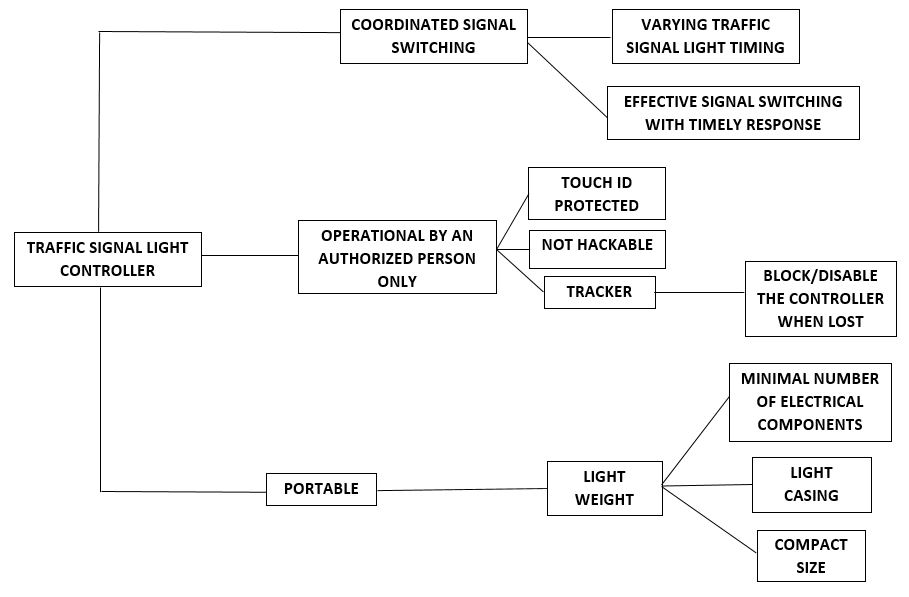 COORDINATED SIGNAL
SWITCHING
VARYING TRAFFIC
SIGNAL LIGHT TIMING
EFFECTIVE SIGNAL SWITCHING
WITH TIMELY RESPONSE
TRAFFIC SIGNAL LIGHT
CONTROLLER
OPERATIONAL BY AN
AUTHORIZED PERSON
ONLY
TOUCH ID
PROTECTED
NOT HACKABLE
TRACKER
BLOCK/DISABLE
THE CONTROLLER
WHEN LOST
PORTABLE
LIGHT
WEIGHT
MINIMAL NUMBER
OF ELECTRICAL
COMPONENTS
LIGHT
CASING
COMPACT
SIZE